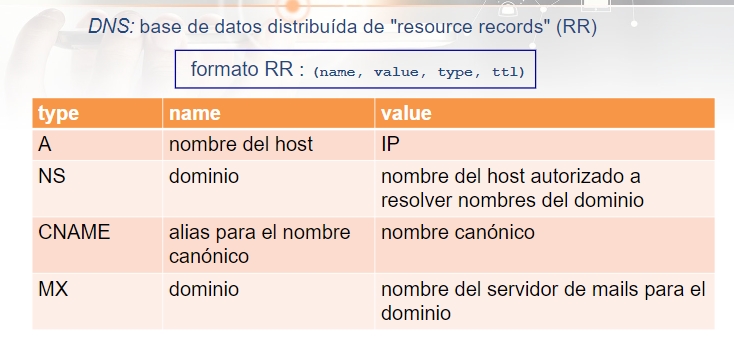 DNS: base de datos distribuída de "resource records" (RR)
formato RR : (name, value, type, ttl)
type name value
A nombre del host IP
NS dominio nombre del host autorizado a
resolver nombres del dominio
CNAME alias para el nombre nombre canónico
canónico
MX dominio nombre del servidor de mails para el
dominio